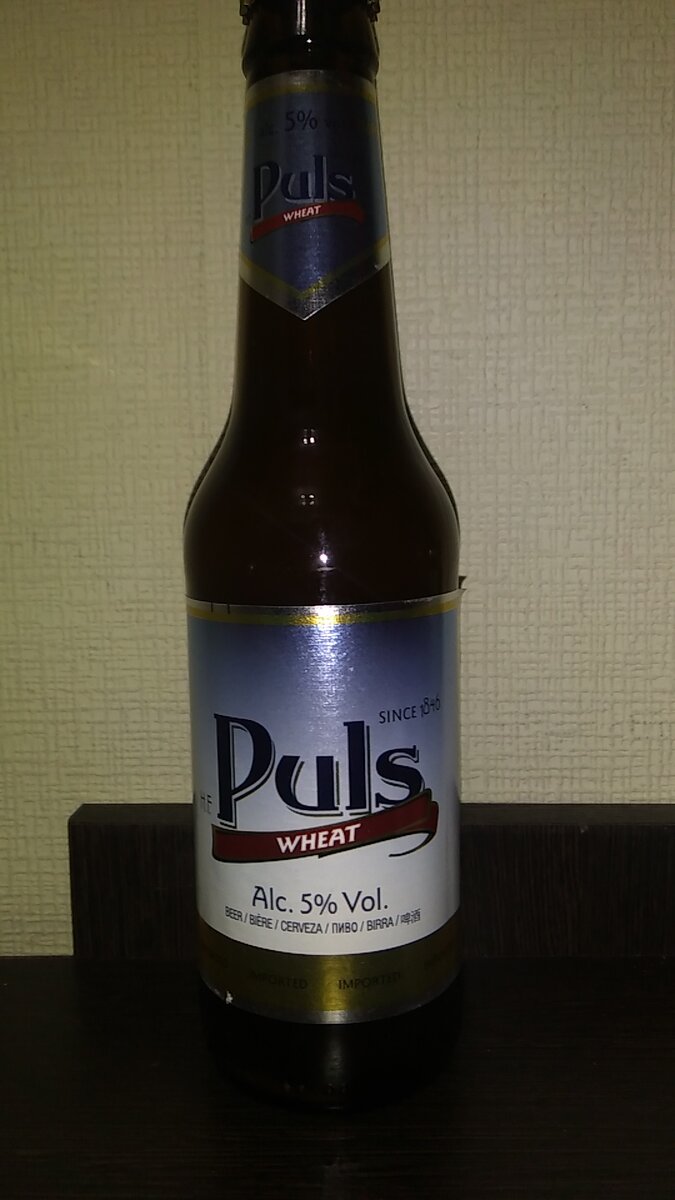 Alc. 5% Vol.
Puls
WHEAT
SINCE 1846
Puls
WHEAT
Alc. 5% Vol.
BEER / BIÈRE / CERVEZA / ПИВО / BIRRA / 啤酒
IMPORTED IMPORTED